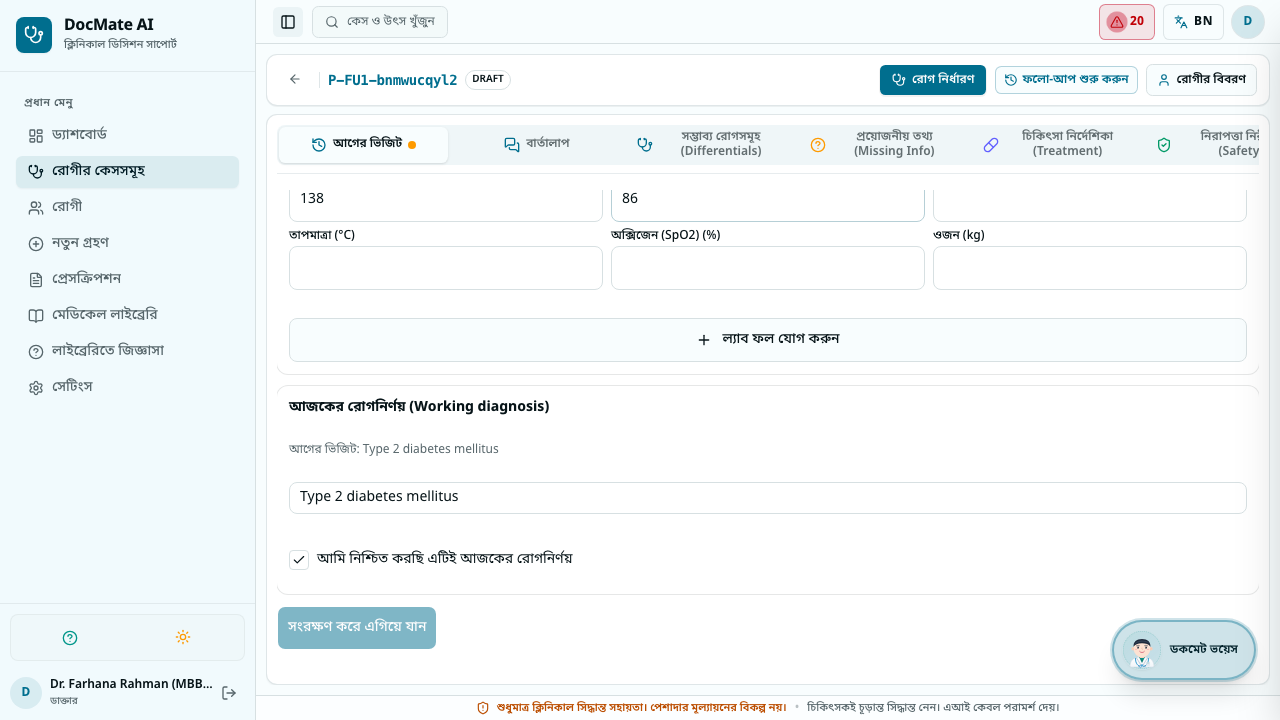 DocMate AI
ক্লিনিকাল ডিসিশন সাপোর্ট
প্রধান মেনু
ড্যাশবোর্ড
রোগীর কেসসমূহ
রোগী
নতুন গ্রহণ
প্রেসক্রিপশন
মেডিকেল লাইব্রেরি
লাইব্রেরিতে জিজ্ঞাসা
সেটিংস
D
Dr. Farhana Rahman (MBB...
ডাক্তার
কেস ও উৎস খুঁজুন
20
BN
D
P-FU1-bnmwucqyl2
DRAFT
রোগ নির্ধারণ
ফলো-আপ শুরু করুন
রোগীর বিবরণ
আগের ভিজিট
বার্তালাপ
সম্ভাব্য রোগসমূহ
(Differentials)
প্রয়োজনীয় তথ্য
(Missing Info)
চিকিৎসা নির্দেশিকা
(Treatment)
নিরাপত্তা
(Safety
138
86
তাপমাত্রা (°C)
অক্সিজেন (SpO2) (%)
ওজন (kg)
ল্যাব ফল যোগ করুন
আজকের রোগনির্ণয় (Working diagnosis)
আগের ভিজিট: Type 2 diabetes mellitus
Type 2 diabetes mellitus
আমি নিশ্চিত করছি এটিই আজকের রোগনির্ণয়
সংরক্ষণ করে এগিয়ে যান
ডকমেট ভয়েস
শুধুমাত্র ক্লিনিকাল সিদ্ধান্ত সহায়তা। পেশাদার মূল্যায়নের বিকল্প নয়। • চিকিৎসকই চূড়ান্ত সিদ্ধান্ত নেন। এআই কেবল পরামর্শ দেয়।